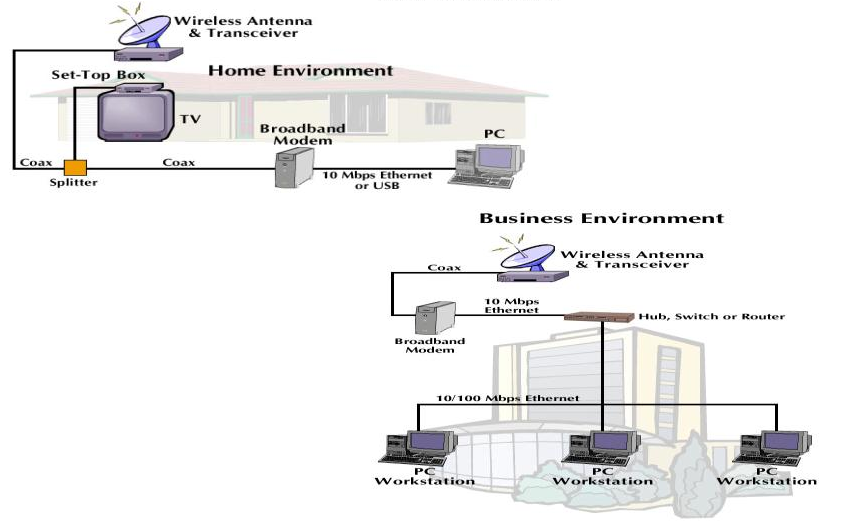 Wireless Antenna
& Transceiver
Set-Top Box
Home Environment
TV
Broadband
Modem
PC
Coax
Coax
10 Mbps Ethernet
or USB
Splitter
Business Environment
Wireless Antenna
& Transceiver
Coax
10 Mbps
Ethernet
Hub, Switch or Router
Broadband
Modem
10/100 Mbps Ethernet
PC
Workstation
PC
Workstation
PC
Workstation